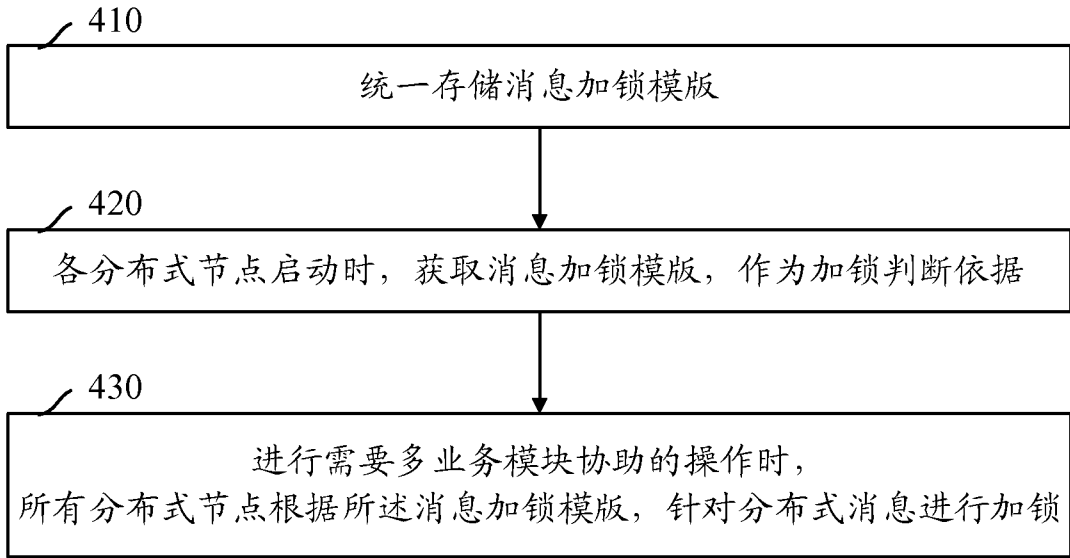 410
统一存储消息加锁模版
420
各分布式节点启动时，获取消息加锁模版，作为加锁判断依据
430
进行需要多业务模块协助的操作时，
所有分布式节点根据所述消息加锁模版，针对分布式消息进行加锁